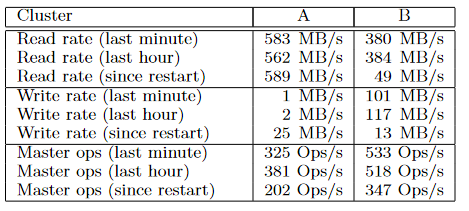 Cluster A B
Read rate (last minute) 583 MB/s 380 MB/s
Read rate (last hour) 562 MB/s 384 MB/s
Read rate (since restart) 589 MB/s 49 MB/s
Write rate (last minute) 1 MB/s 101 MB/s
Write rate (last hour) 2 MB/s 117 MB/s
Write rate (since restart) 25 MB/s 13 MB/s
Master ops (last minute) 325 Ops/s 533 Ops/s
Master ops (last hour) 381 Ops/s 518 Ops/s
Master ops (since restart) 202 Ops/s 347 Ops/s